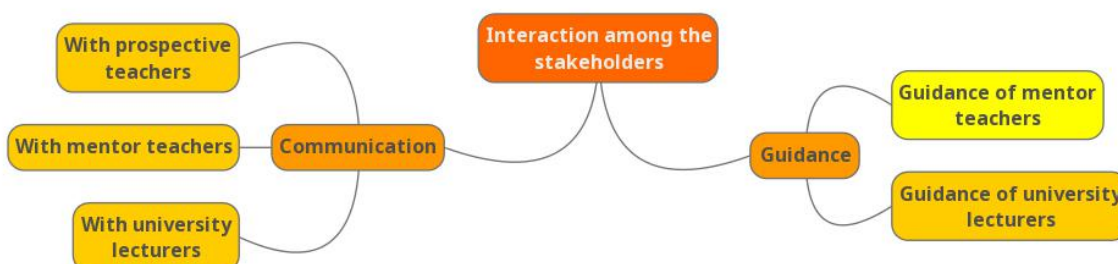 Interaction among the
stakeholders
With prospective
teachers
With mentor teachers
Communication
With university
lecturers
Guidance
Guidance of mentor
teachers
Guidance of university
lecturers